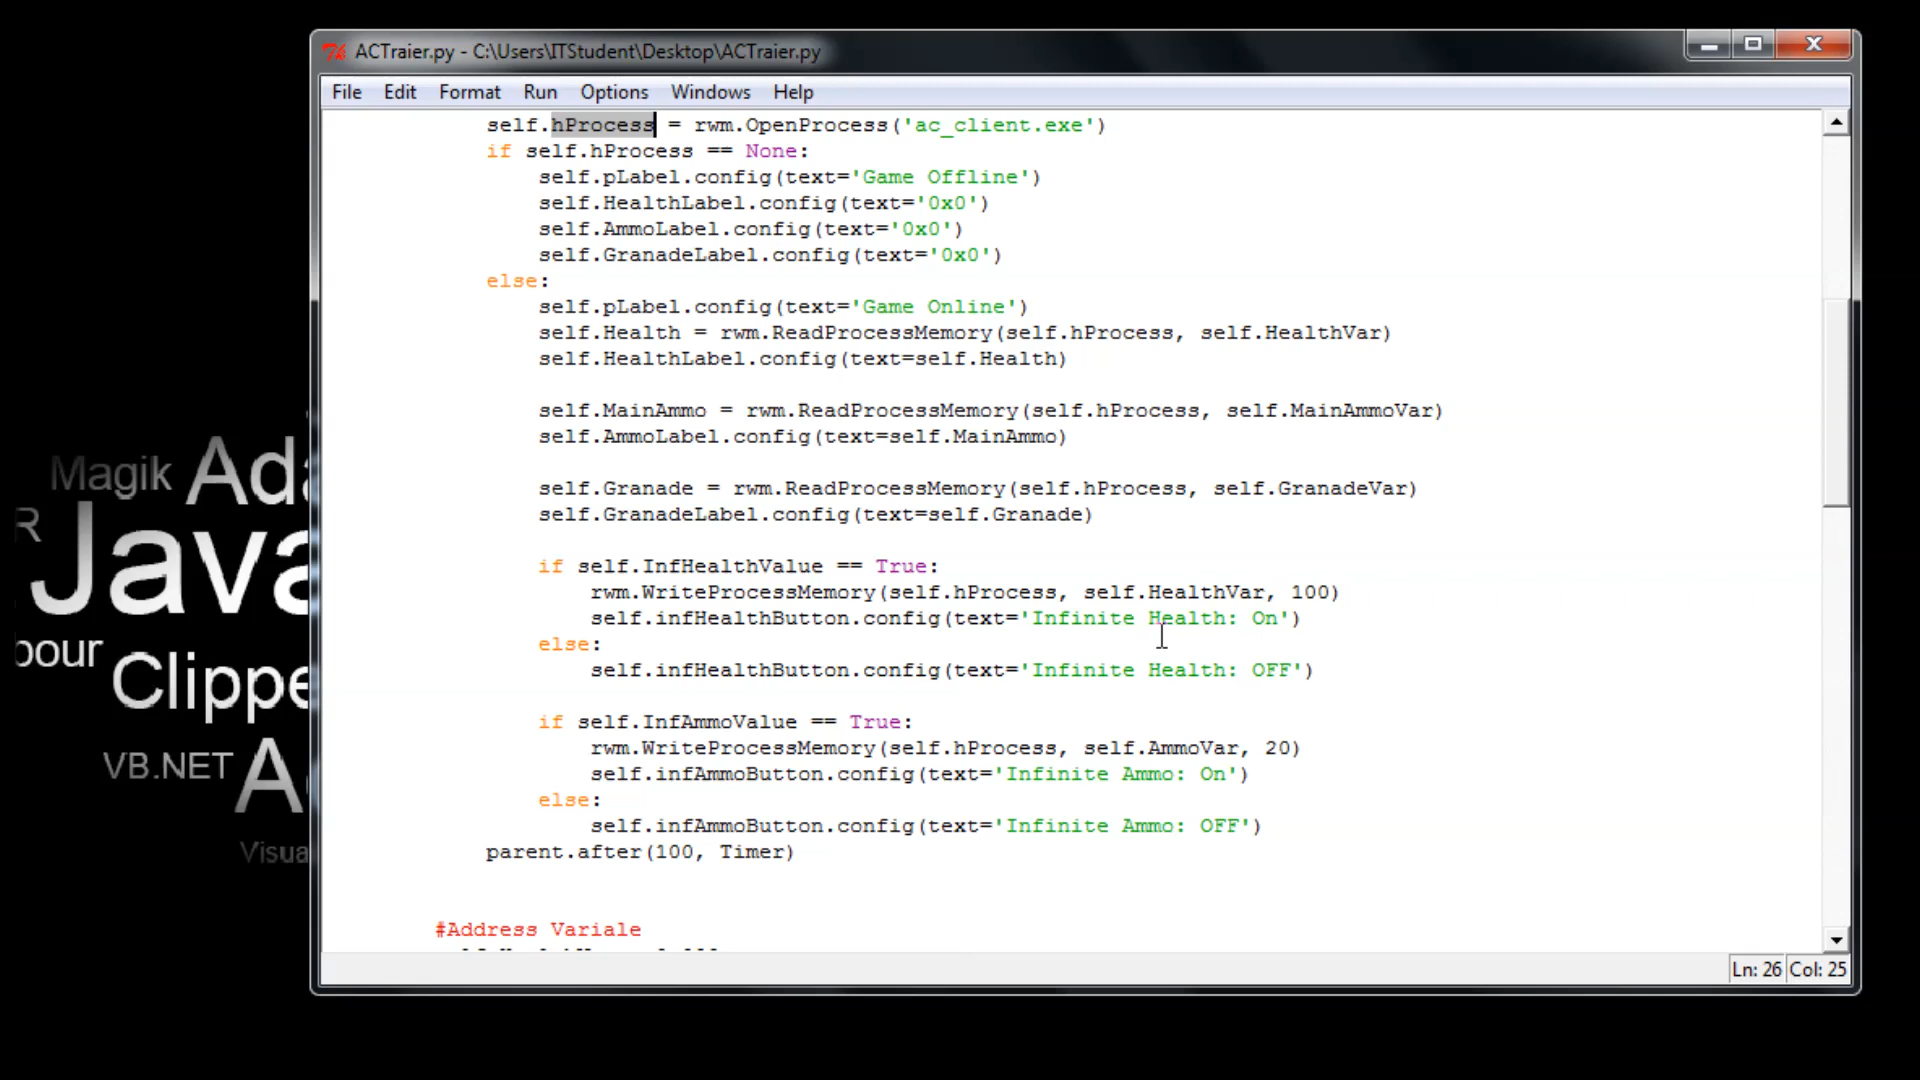 ACTraier.py - C:\Users\ITStudent\Desktop\ACTraier.py
File Edit Format Run Options Windows Help
self.hProcess = rwm.OpenProcess('ac_client.exe')
if self.hProcess == None:
self.pLabel.config(text='Game Offline')
self.HealthLabel.config(text='0x0')
self.AmmoLabel.config(text='0x0')
self.GranadeLabel.config(text='0x0')
else:
self.pLabel.config(text='Game Online')
self.Health = rwm.ReadProcessMemory(self.hProcess, self.HealthVar)
self.HealthLabel.config(text=self.Health)
self.MainAmmo = rwm.ReadProcessMemory(self.hProcess, self.MainAmmoVar)
self.AmmoLabel.config(text=self.MainAmmo)
self.Granade = rwm.ReadProcessMemory(self.hProcess, self.GranadeVar)
self.GranadeLabel.config(text=self.Granade)
if self.InfHealthValue == True:
rwm.WriteProcessMemory(self.hProcess, self.HealthVar, 100)
self.infHealthButton.config(text='Infinite Health: On')
else:
self.infHealthButton.config(text='Infinite Health: OFF')
if self.InfAmmoValue == True:
rwm.WriteProcessMemory(self.hProcess, self.AmmoVar, 20)
self.infAmmoButton.config(text='Infinite Ammo: On')
else:
self.infAmmoButton.config(text='Infinite Ammo: OFF')
parent.after(100, Timer)
#Address Variale
Ln: 26 Col: 25
Magik Ada
R
Java
bour
Clippe
VB.NET A
Visua